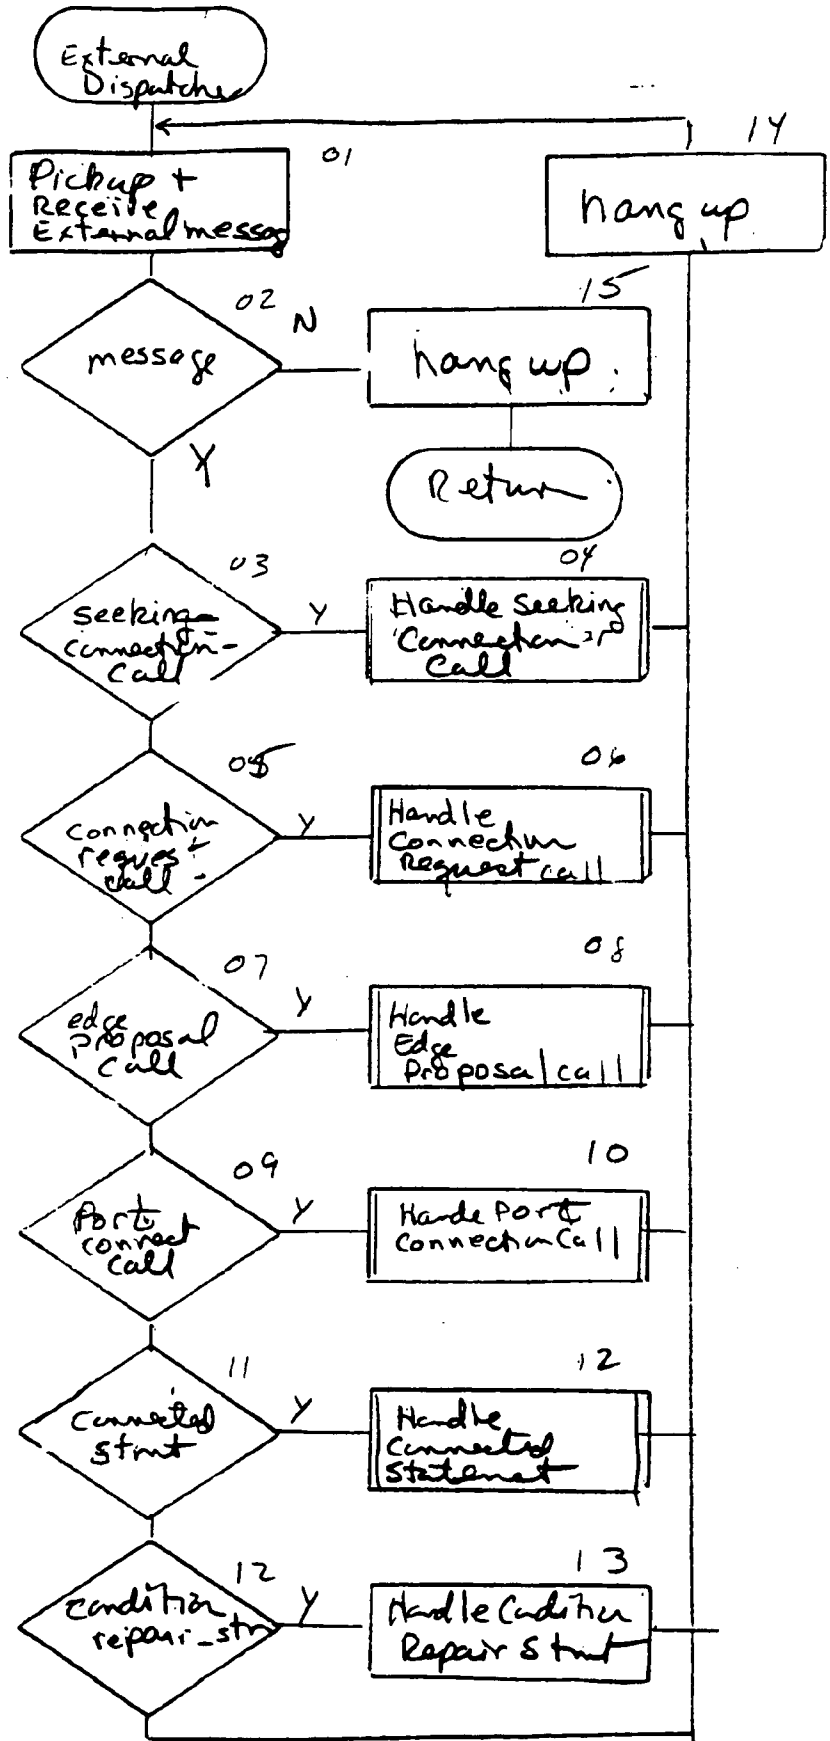 External
Dispatcher
01
Pickup +
Receive
External message
14
hang up
02
message
N
15
hang up.
Y
Return
03
seeking-
connection-
Call
Y
04
Handle Seeking
Connection
Call
05
connection
request
call
Y
06
Handle
Connection
Request call
07
edge
proposal
Call
Y
08
Handle
Edge
Proposal call
09
Port
connect
Call
Y
10
Hande Port
Connection Call
11
Connected
Stmt
Y
12
Handle
Connected
Statement
12
condition
repair_stm
Y
13
Handle Condition
Repair Stmt